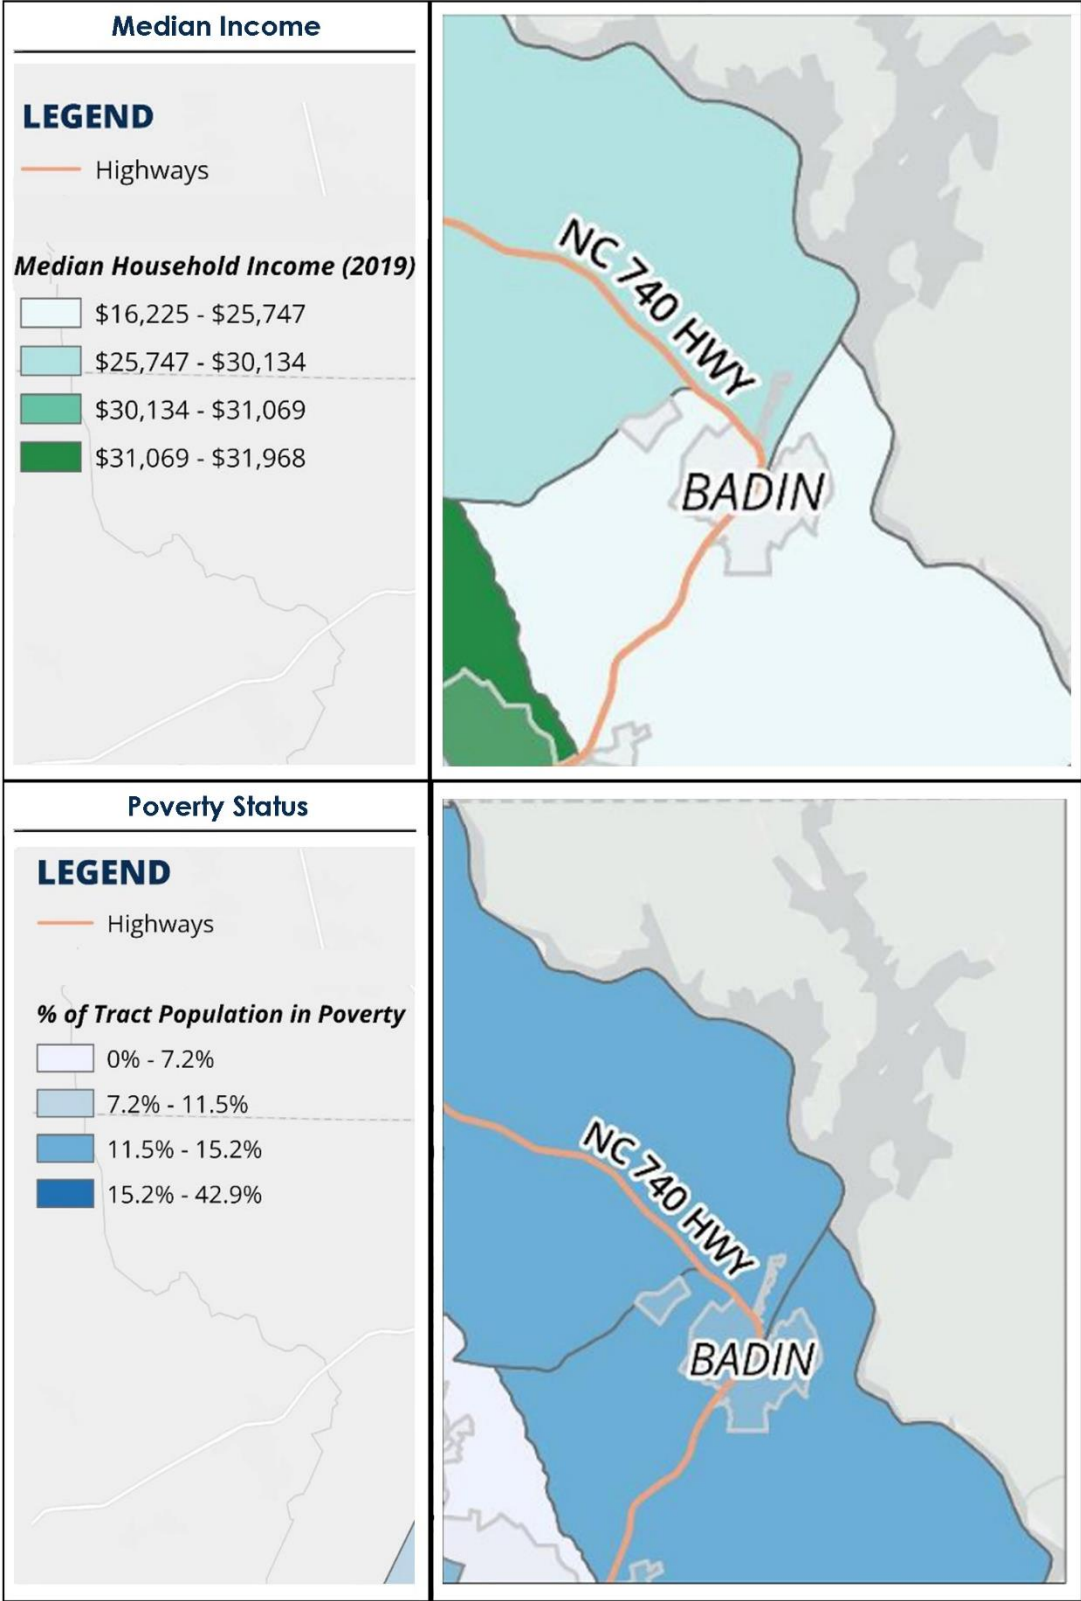 Median Income
LEGEND
Highways
Median Household Income (2019)
$16,225 - $25,747
$25,747 - $30,134
$30,134 - $31,069
$31,069 - $31,968
NC 740 HWY
BADIN
Poverty Status
LEGEND
Highways
% of Tract Population in Poverty
0% - 7.2%
7.2% - 11.5%
11.5% - 15.2%
15.2% - 42.9%
NC 740 HWY
BADIN